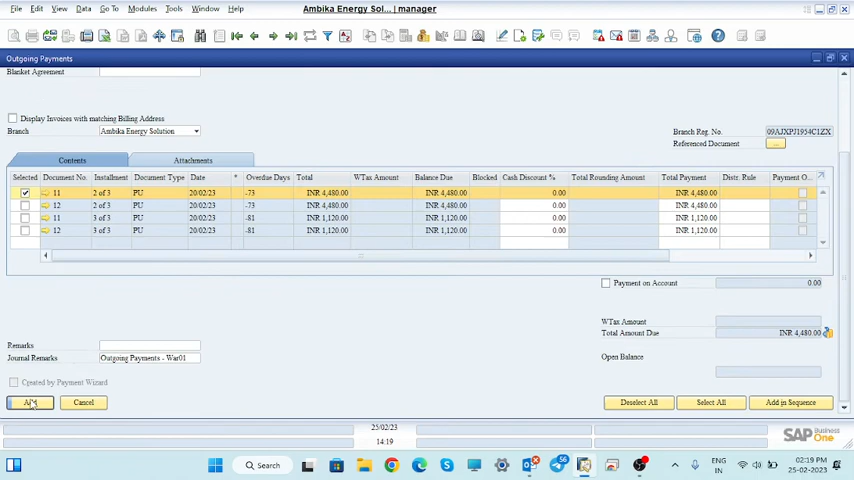 File Edit View Data Go To Modules Tools Window Help
Ambika Energy Sol... | manager
Outgoing Payments
Blanket Agreement
Display Invoices with matching Billing Address
Branch Ambika Energy Solution
Branch Reg. No. 09AJXPJ1954C1ZX
Referenced Document ...
Contents Attachments
Selected Document No. Installment Document Type Date * Overdue Days Total WTax Amount Balance Due Blocked Cash Discount % Total Rounding Amount Total Payment Distr. Rule Payment O...
11 2 of 3 PU 20/02/23 -73 INR 4,480.00 INR 4,480.00 0.00 INR 4,480.00
12 2 of 3 PU 20/02/23 -73 INR 4,480.00 INR 4,480.00 0.00 INR 4,480.00
11 3 of 3 PU 20/02/23 -81 INR 1,120.00 INR 1,120.00 0.00 INR 1,120.00
12 3 of 3 PU 20/02/23 -81 INR 1,120.00 INR 1,120.00 0.00 INR 1,120.00
Payment on Account 0.00
WTax Amount
Total Amount Due INR 4,480.00
Remarks
Journal Remarks Outgoing Payments - War01
Open Balance
Created by Payment Wizard
Add Cancel Deselect All Select All Add in Sequence
25/02/23
14:19
SAP Business One
Search
56
ENG
IN
02:19 PM
25-02-2023